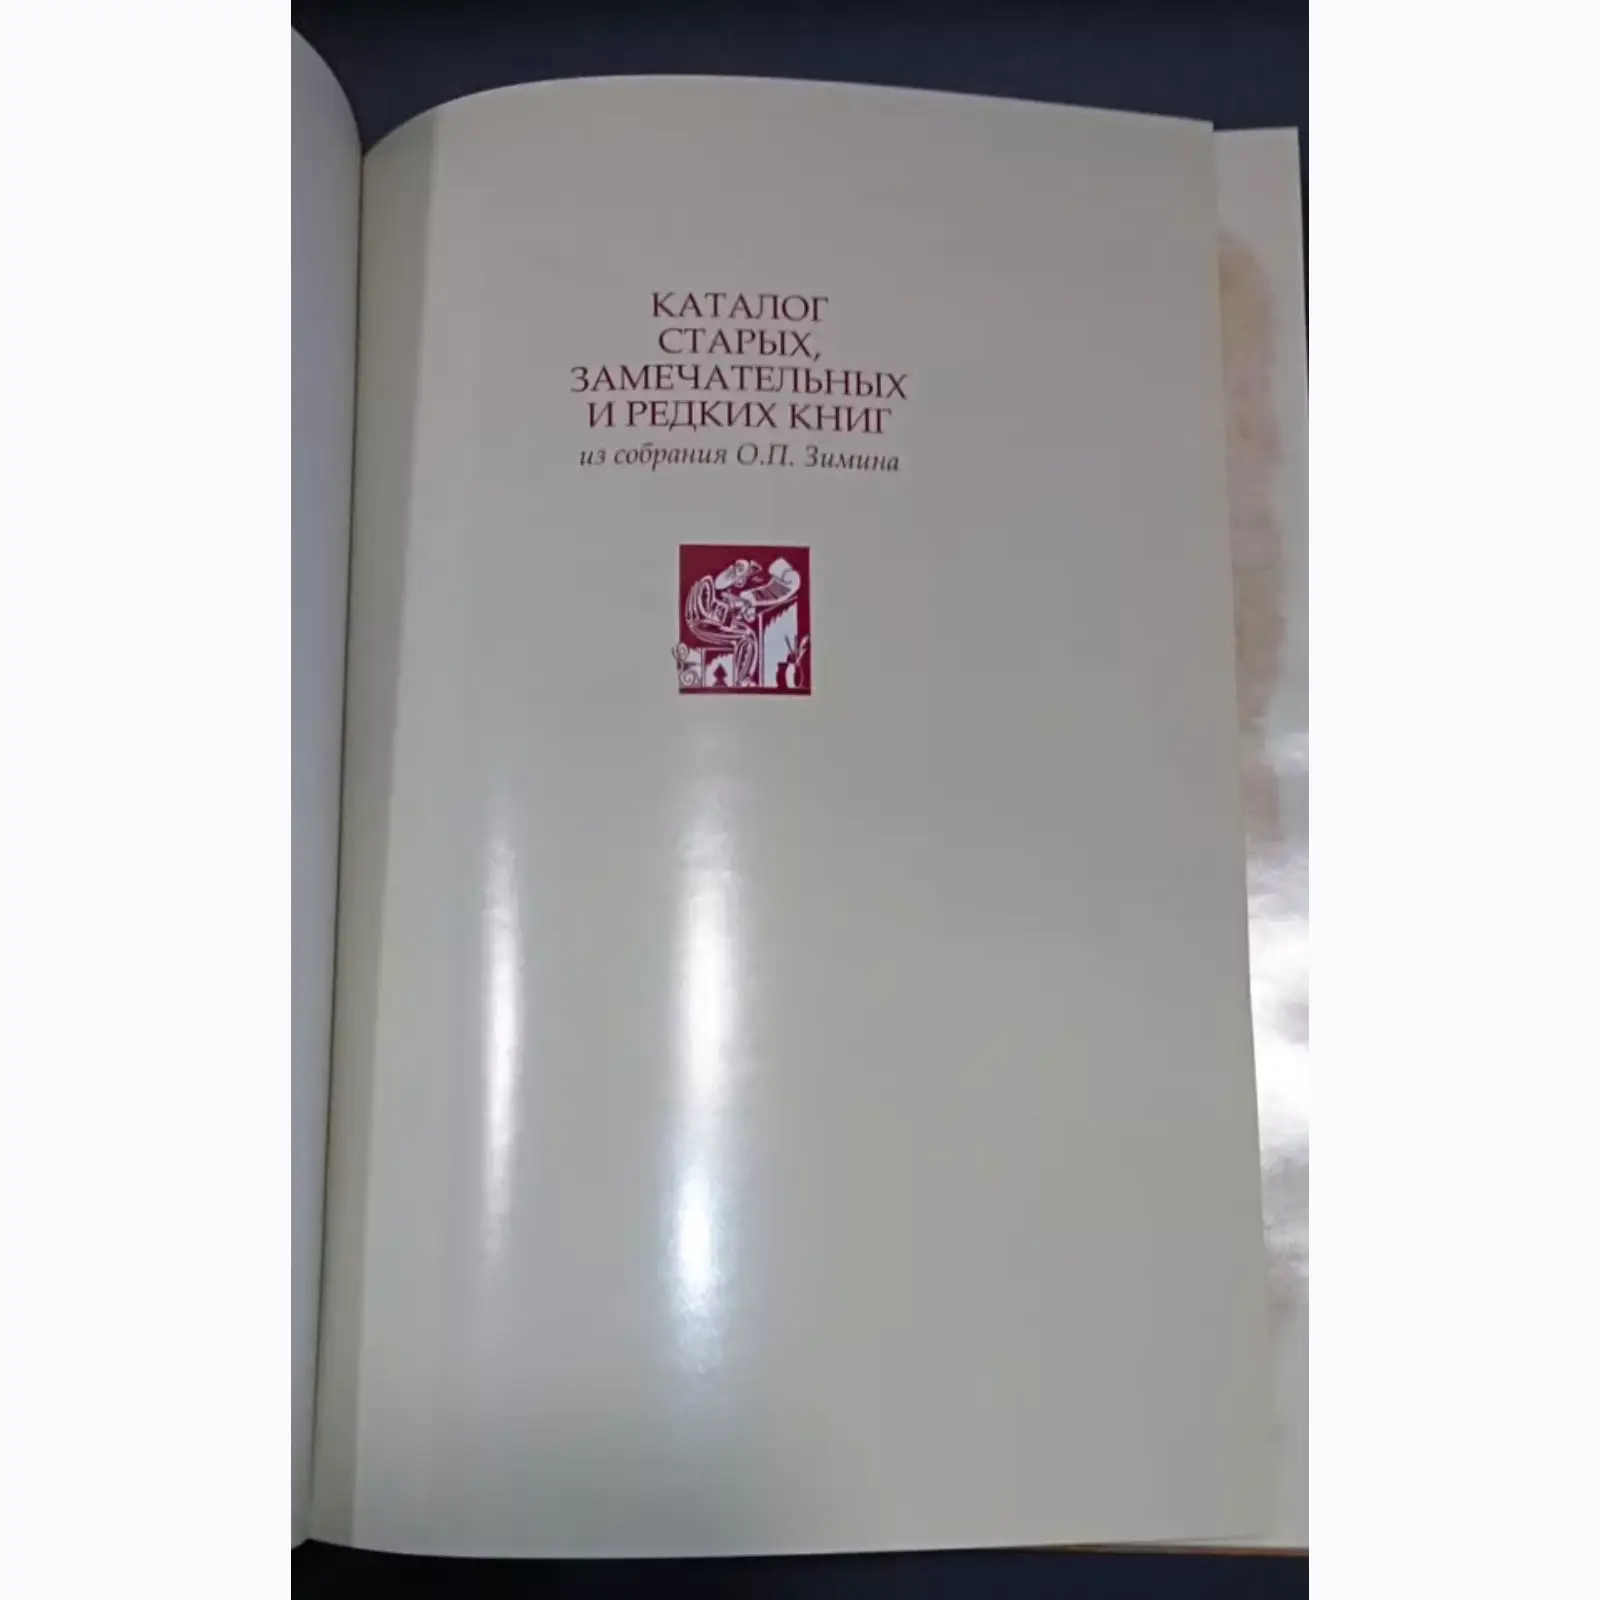 КАТАЛОГ
СТАРЫХ,
ЗАМЕЧАТЕЛЬНЫХ
И РЕДКИХ КНИГ
из собрания О.П. Зимина